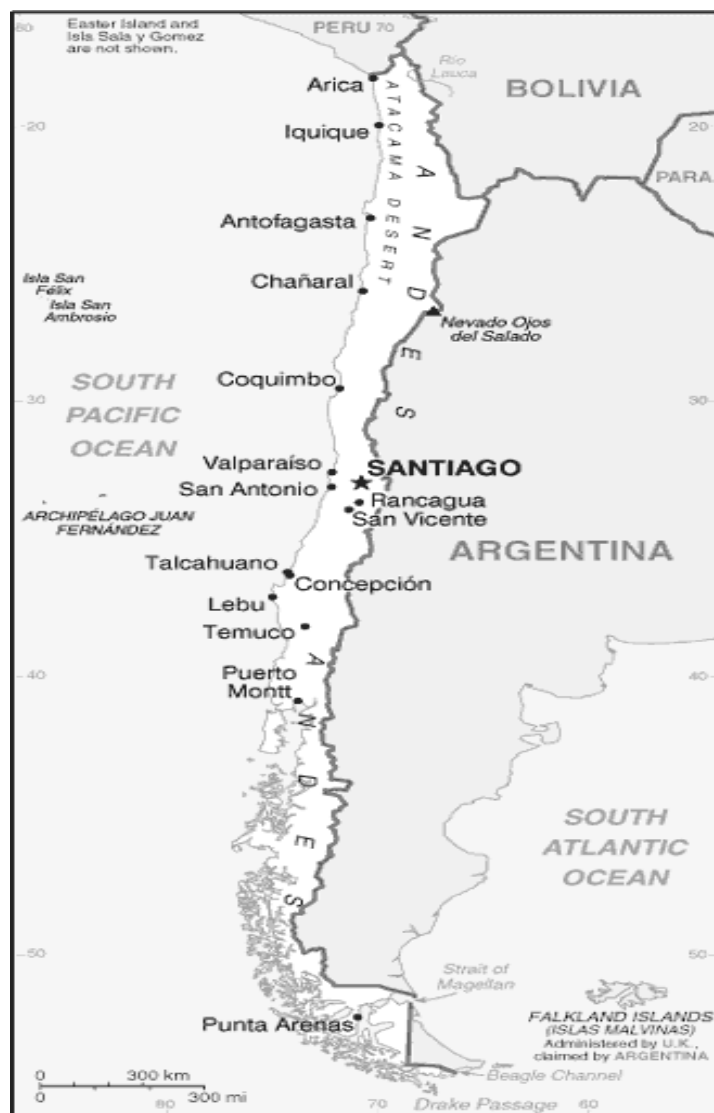 Easter Island and
Isla Sala y Gomez
are not shown.
80
PERU
70
Río
Lauca
BOLIVIA
Arica
ATACAMA DESERT
20
Iquique
20
PARA.
ANDES
Antofagasta
Chañaral
Isla San
Félix
Isla San
Ambrosio
Nevado Ojos
del Salado
SOUTH
PACIFIC
OCEAN
Coquimbo
30
30
Valparaíso
SANTIAGO
San Antonio
Rancagua
San Vicente
ARCHIPÉLAGO JUAN
FERNÁNDEZ
ARGENTINA
Talcahuano
Concepción
Lebu
Temuco
ANDES
Puerto
Montt
40
40
SOUTH
ATLANTIC
OCEAN
50
50
Strait of
Magellan
Punta Arenas
FALKLAND ISLANDS
(ISLAS MALVINAS)
Administered by U.K.,
claimed by ARGENTINA
Beagle Channel
0 300 km
0 300 mi
80
70
Drake Passage
60